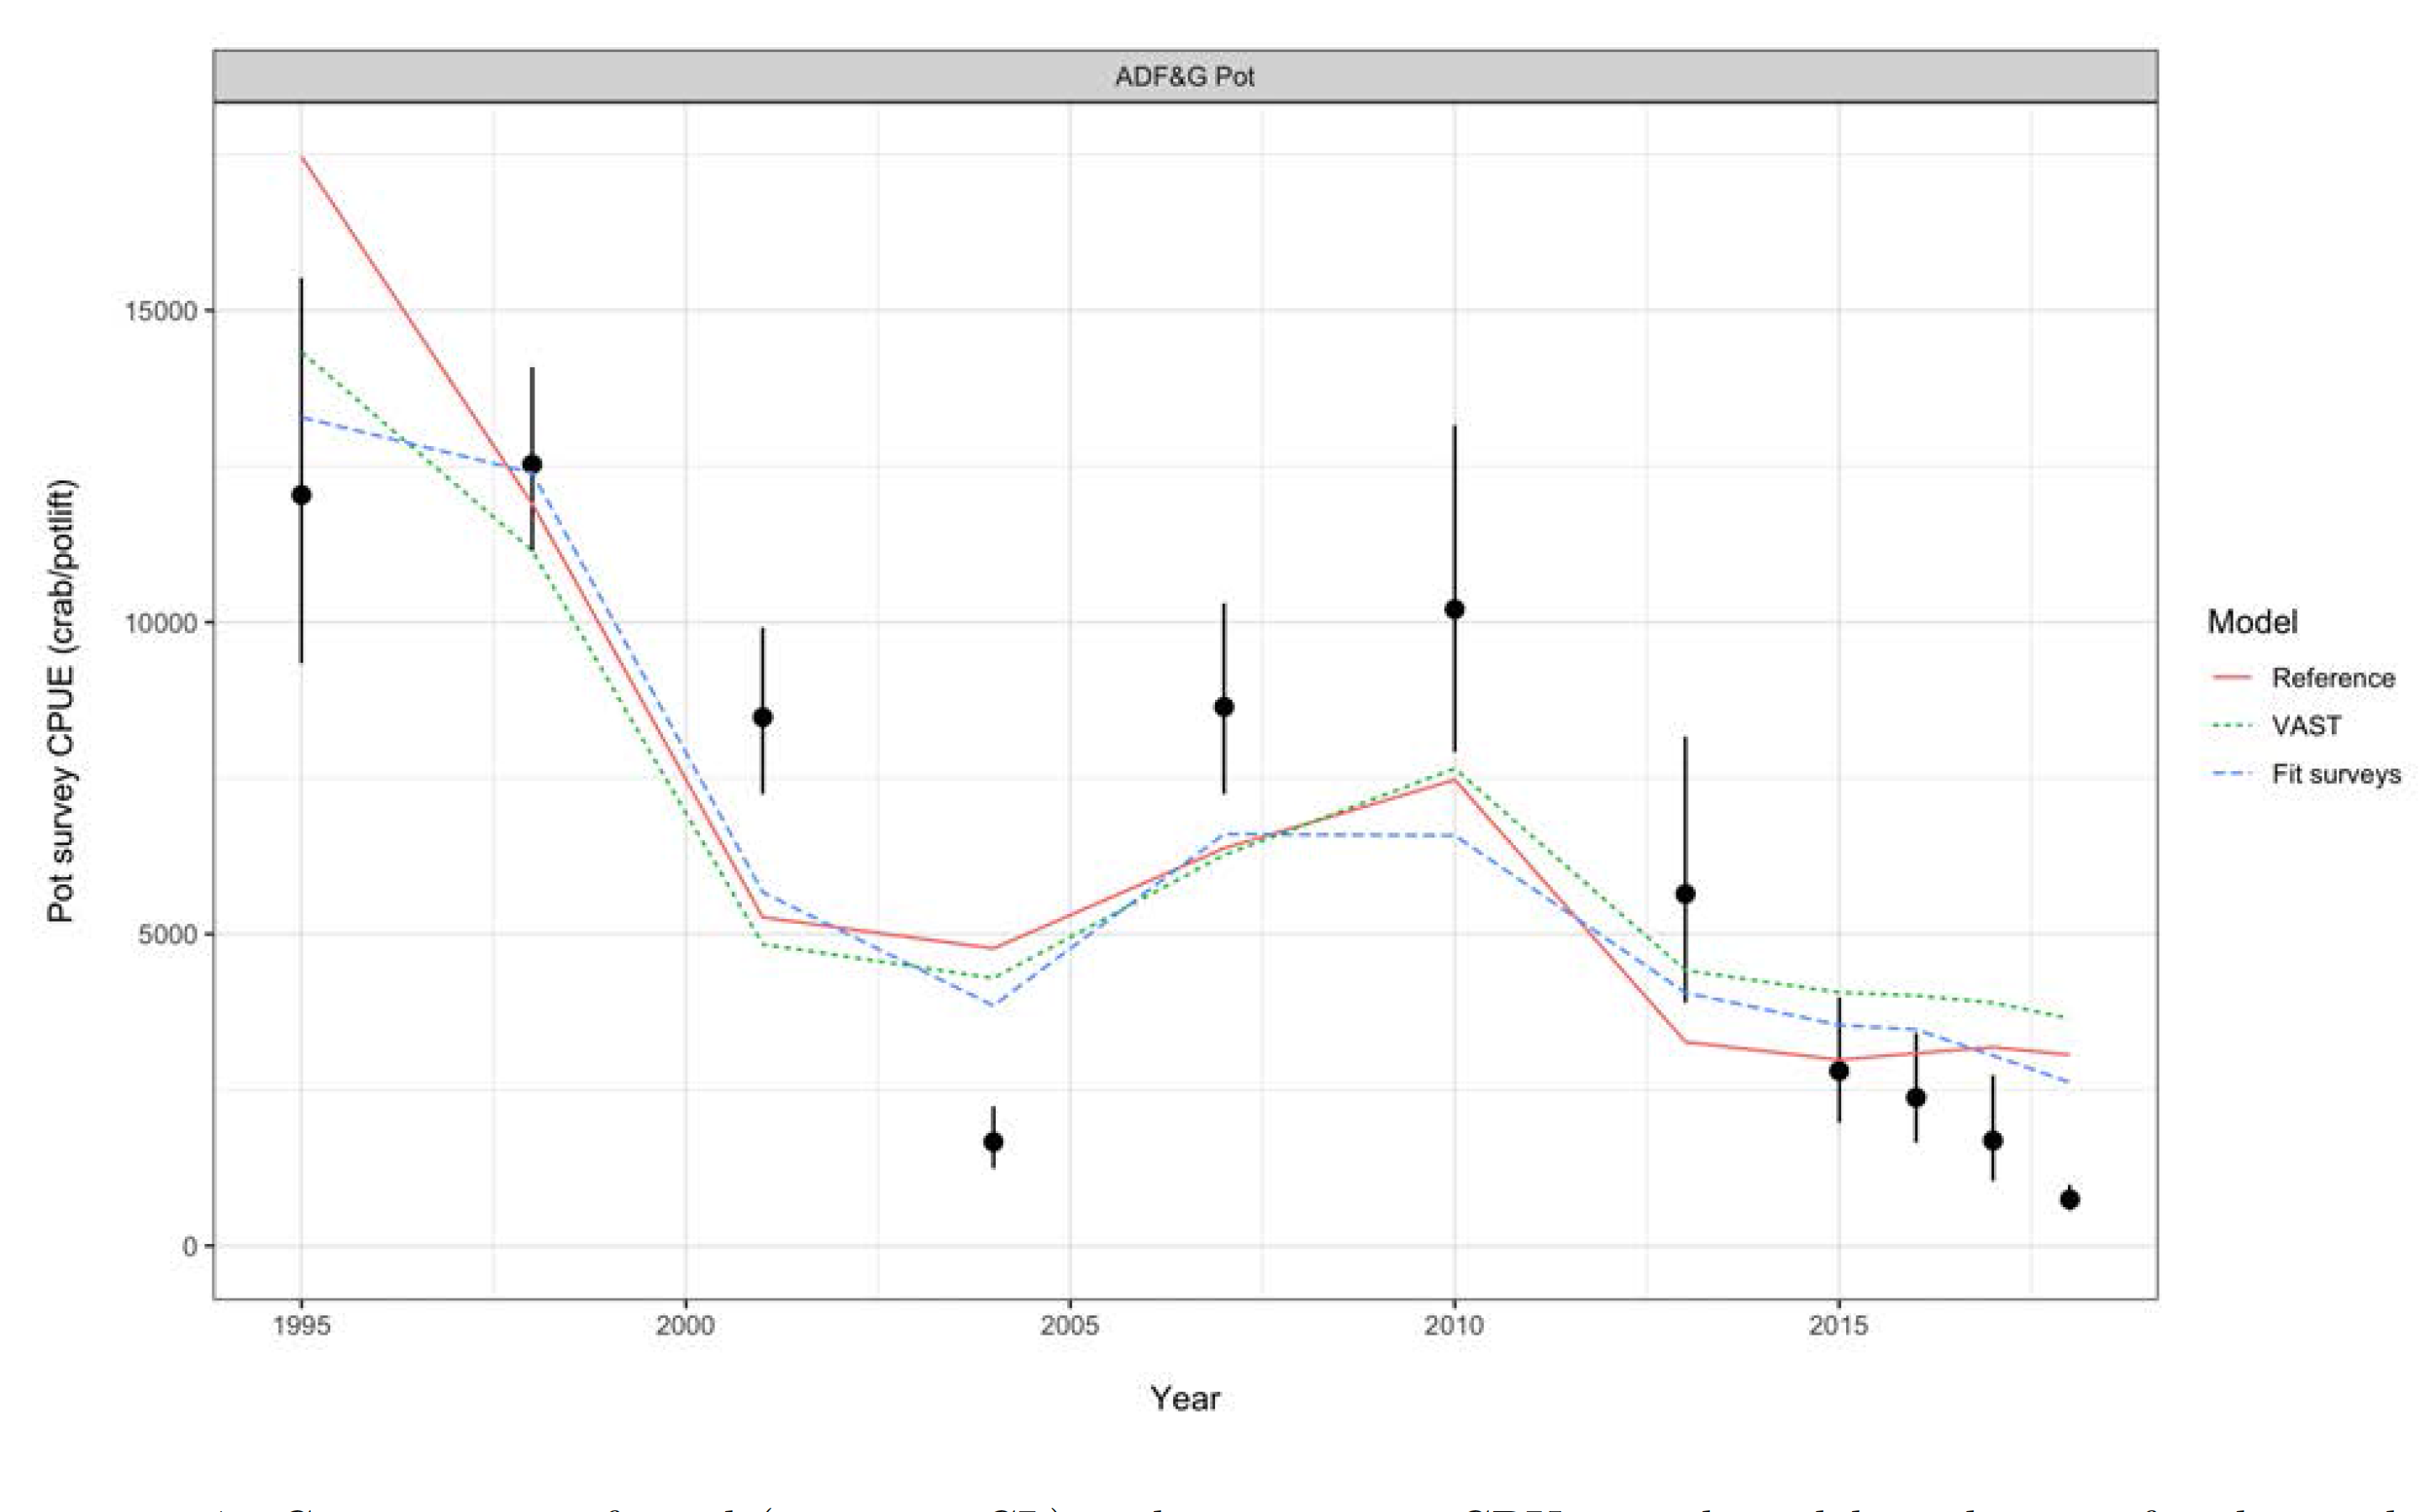 ADF&G Pot
Pot survey CPUE (crab/potlift)
15000
10000
5000
0
1995 2000 2005 2010 2015
Year
Model
Reference
VAST
Fit surveys